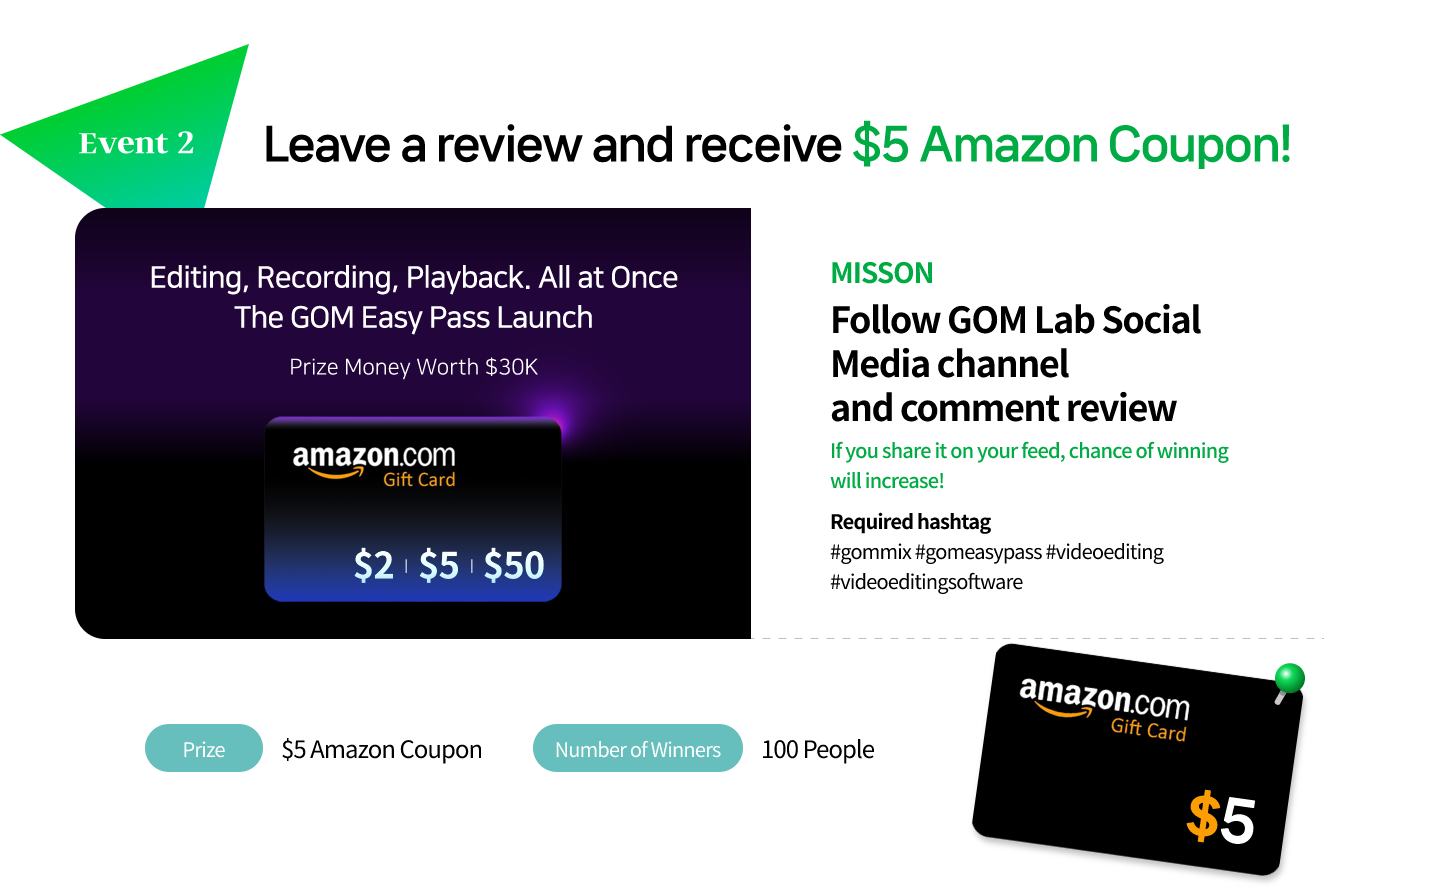 Event 2
Leave a review and receive $5 Amazon Coupon!
Editing, Recording, Playback. All at Once
The GOM Easy Pass Launch
Prize Money Worth $30K
amazon.com
Gift Card
$2 | $5 | $50
MISSON
Follow GOM Lab Social
Media channel
and comment review
If you share it on your feed, chance of winning
will increase!
Required hashtag
#gommix #gomeasypass #videoediting
#videoeditingsoftware
Prize
$5 Amazon Coupon
Number of Winners
100 People
amazon.com
Gift Card
$5